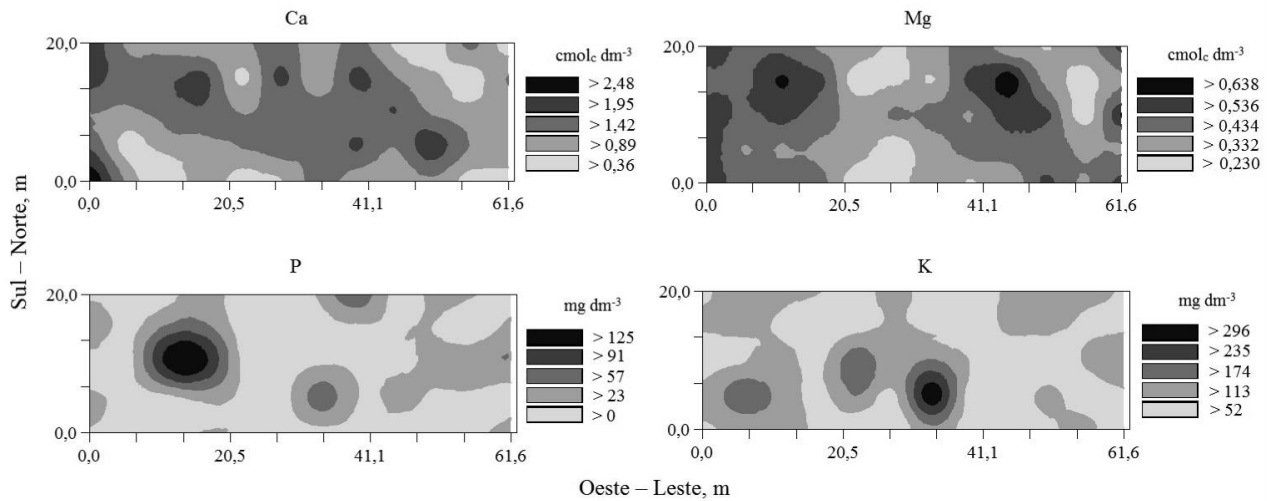 Ca
20,0
0,0
0,0 20,5 41,1 61,6
cmolc dm-3
> 2,48
> 1,95
> 1,42
> 0,89
> 0,36
Mg
20,0
0,0
0,0 20,5 41,1 61,6
cmolc dm-3
> 0,638
> 0,536
> 0,434
> 0,332
> 0,230
Sul – Norte, m
P
20,0
0,0
0,0 20,5 41,1 61,6
mg dm-3
> 125
> 91
> 57
> 23
> 0
K
20,0
0,0
0,0 20,5 41,1 61,6
mg dm-3
> 296
> 235
> 174
> 113
> 52
Oeste – Leste, m